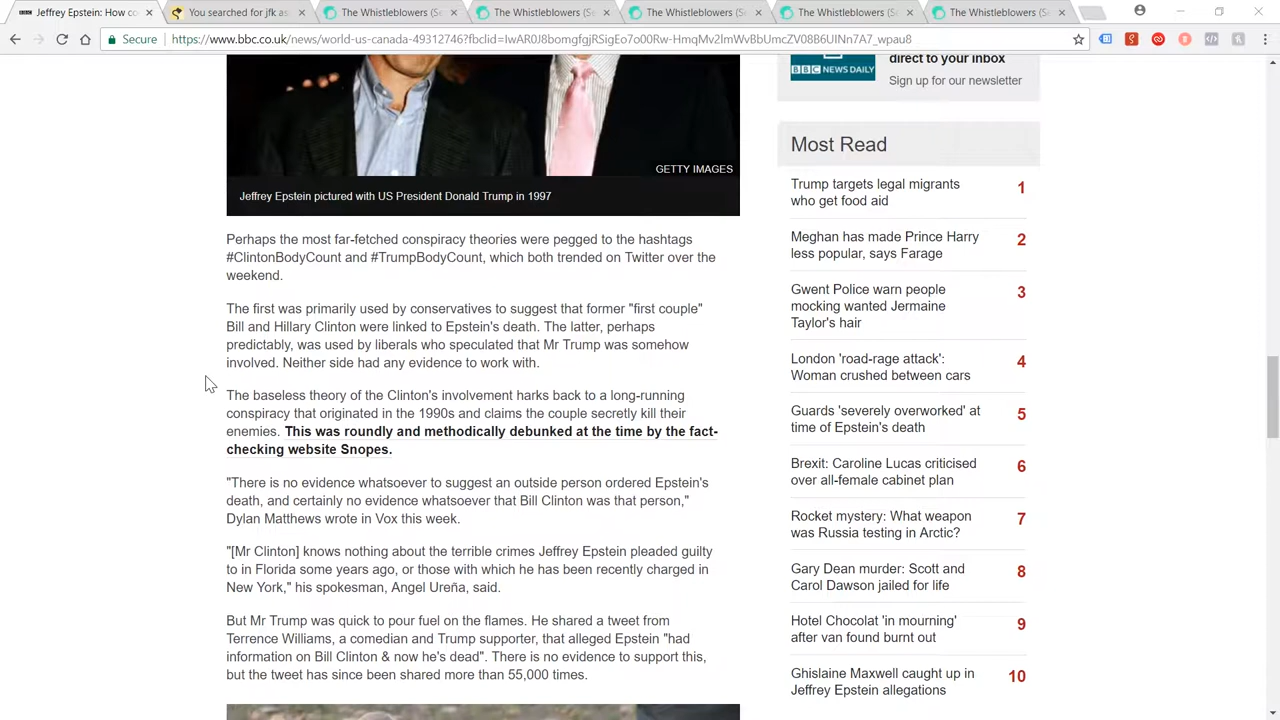 Jeffrey Epstein: How co
You searched for jfk as
The Whistleblowers (Se
The Whistleblowers (Se
The Whistleblowers (Se
The Whistleblowers (Se
The Whistleblowers (Se
Secure
https://www.bbc.co.uk/news/world-us-canada-49312746?fbclid=IwAR0J8bomgfgjRSigEo7o00Rw-HmqMv2ImWvBbUmcZV08B6UINn7A7_wpau8
GETTY IMAGES
Jeffrey Epstein pictured with US President Donald Trump in 1997
Perhaps the most far-fetched conspiracy theories were pegged to the hashtags
#ClintonBodyCount and #TrumpBodyCount, which both trended on Twitter over the
weekend.
The first was primarily used by conservatives to suggest that former "first couple"
Bill and Hillary Clinton were linked to Epstein's death. The latter, perhaps
predictably, was used by liberals who speculated that Mr Trump was somehow
involved. Neither side had any evidence to work with.
The baseless theory of the Clinton's involvement harks back to a long-running
conspiracy that originated in the 1990s and claims the couple secretly kill their
enemies. This was roundly and methodically debunked at the time by the fact-
checking website Snopes.
"There is no evidence whatsoever to suggest an outside person ordered Epstein's
death, and certainly no evidence whatsoever that Bill Clinton was that person,"
Dylan Matthews wrote in Vox this week.
"[Mr Clinton] knows nothing about the terrible crimes Jeffrey Epstein pleaded guilty
to in Florida some years ago, or those with which he has been recently charged in
New York," his spokesman, Angel Ureña, said.
But Mr Trump was quick to pour fuel on the flames. He shared a tweet from
Terrence Williams, a comedian and Trump supporter, that alleged Epstein "had
information on Bill Clinton & now he's dead". There is no evidence to support this,
but the tweet has since been shared more than 55,000 times.
direct to your inbox
BBC NEWS DAILY
Sign up for our newsletter
Most Read
Trump targets legal migrants
who get food aid
1
Meghan has made Prince Harry
less popular, says Farage
2
Gwent Police warn people
mocking wanted Jermaine
Taylor's hair
3
London 'road-rage attack':
Woman crushed between cars
4
Guards 'severely overworked' at
time of Epstein's death
5
Brexit: Caroline Lucas criticised
over all-female cabinet plan
6
Rocket mystery: What weapon
was Russia testing in Arctic?
7
Gary Dean murder: Scott and
Carol Dawson jailed for life
8
Hotel Chocolat 'in mourning'
after van found burnt out
9
Ghislaine Maxwell caught up in
Jeffrey Epstein allegations
10